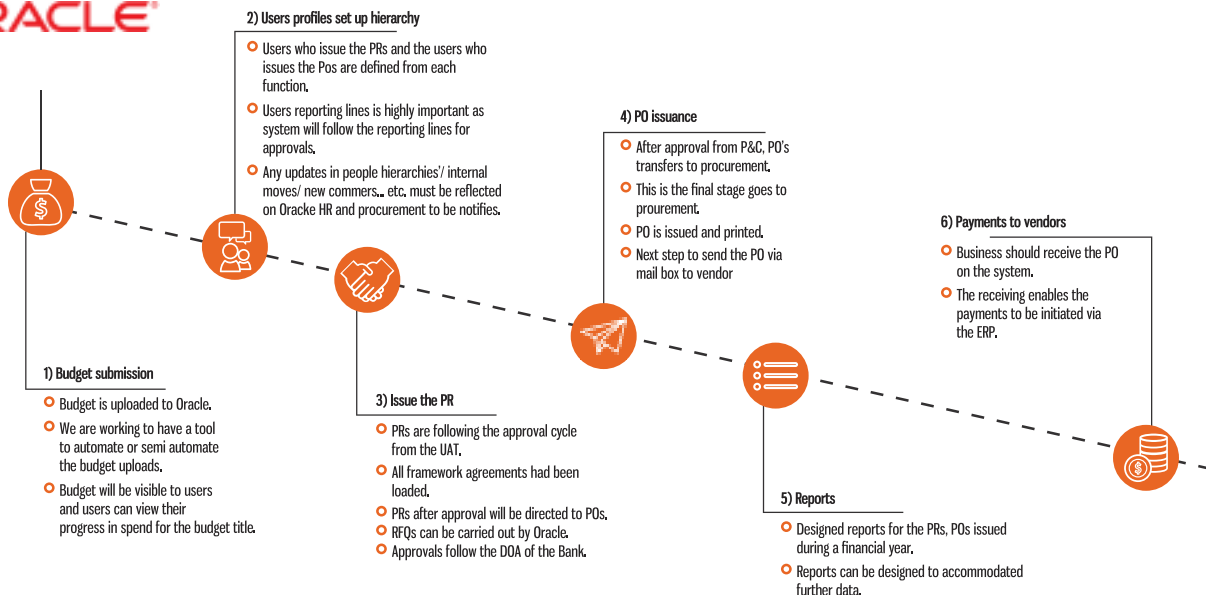 RACLE®
2) Users profiles set up hierarchy
Users who issue the PRs and the users who
issues the Pos are defined from each
function.
Users reporting lines is highly important as
system will follow the reporting lines for
approvals.
Any updates in people hierarchies'/ internal
moves/ new commers... etc. must be reflected
on Oracke HR and procurement to be notifies.
4) PO issuance
After approval from P&C, PO's
transfers to procurement.
This is the final stage goes to
prourement.
PO is issued and printed.
Next step to send the PO via
mail box to vendor
6) Payments to vendors
Business should receive the PO
on the system.
The receiving enables the
payments to be initiated via
the ERP.
$
$
1) Budget submission
Budget is uploaded to Oracle.
We are working to have a tool
to automate or semi automate
the budget uploads.
Budget will be visible to users
and users can view their
progress in spend for the budget title.
3) Issue the PR
PRs are following the approval cycle
from the UAT.
All framework agreements had been
loaded.
PRs after approval will be directed to POs.
RFQs can be carried out by Oracle.
Approvals follow the DOA of the Bank.
5) Reports
Designed reports for the PRs, POs issued
during a financial year.
Reports can be designed to accommodated
further data.